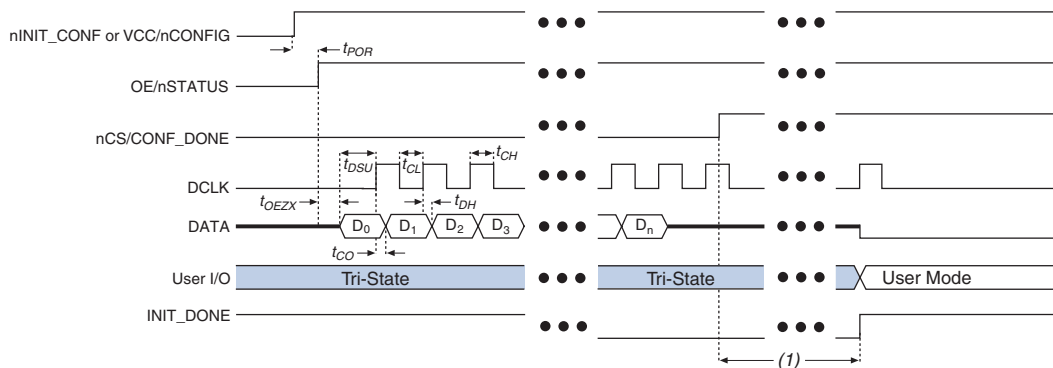 nINIT_CONF or VCC/nCONFIG
tPOR
OE/nSTATUS
nCS/CONF_DONE
tDSU tCL tCH
DCLK
tOEZX tDH
DATA D0 D1 D2 D3 Dn
tCO
User I/O Tri-State Tri-State User Mode
INIT_DONE
(1)